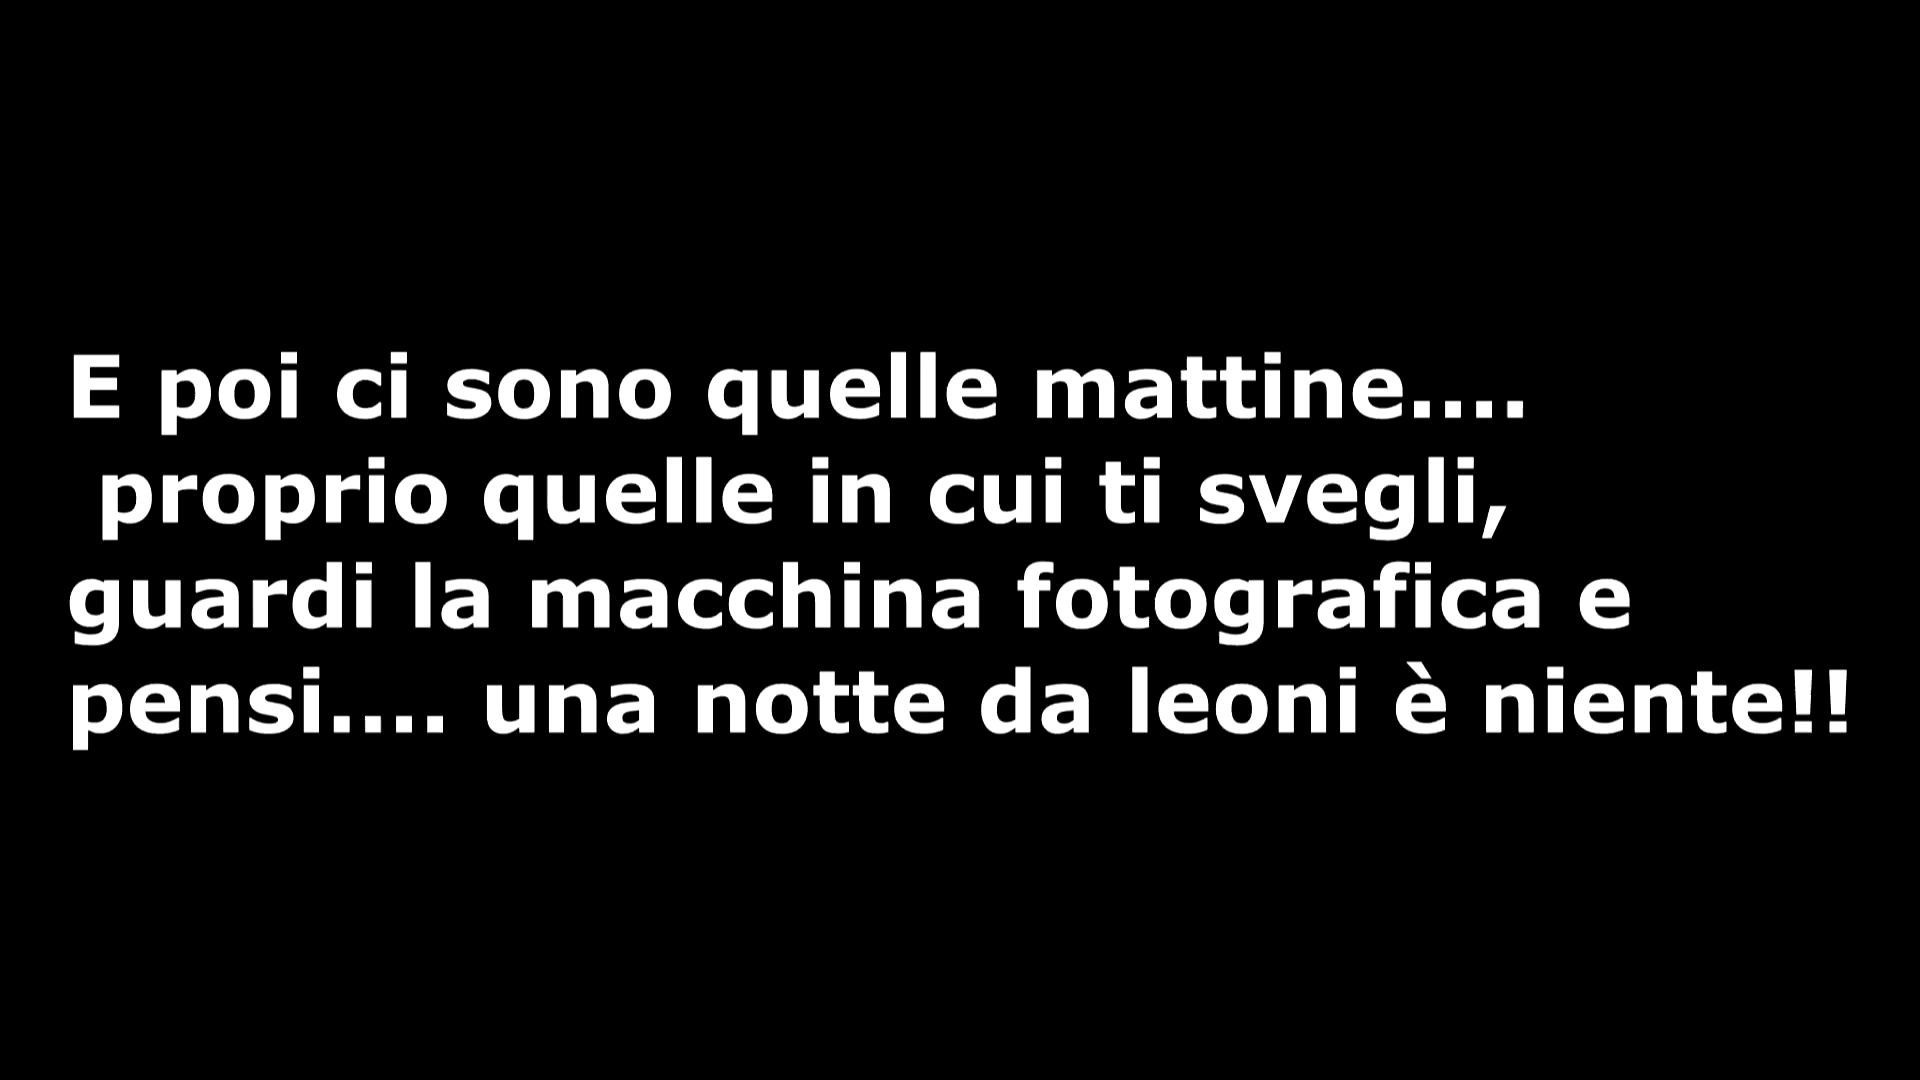 E poi ci sono quelle mattine....
proprio quelle in cui ti svegli,
guardi la macchina fotografica e
pensi.... una notte da leoni è niente!!